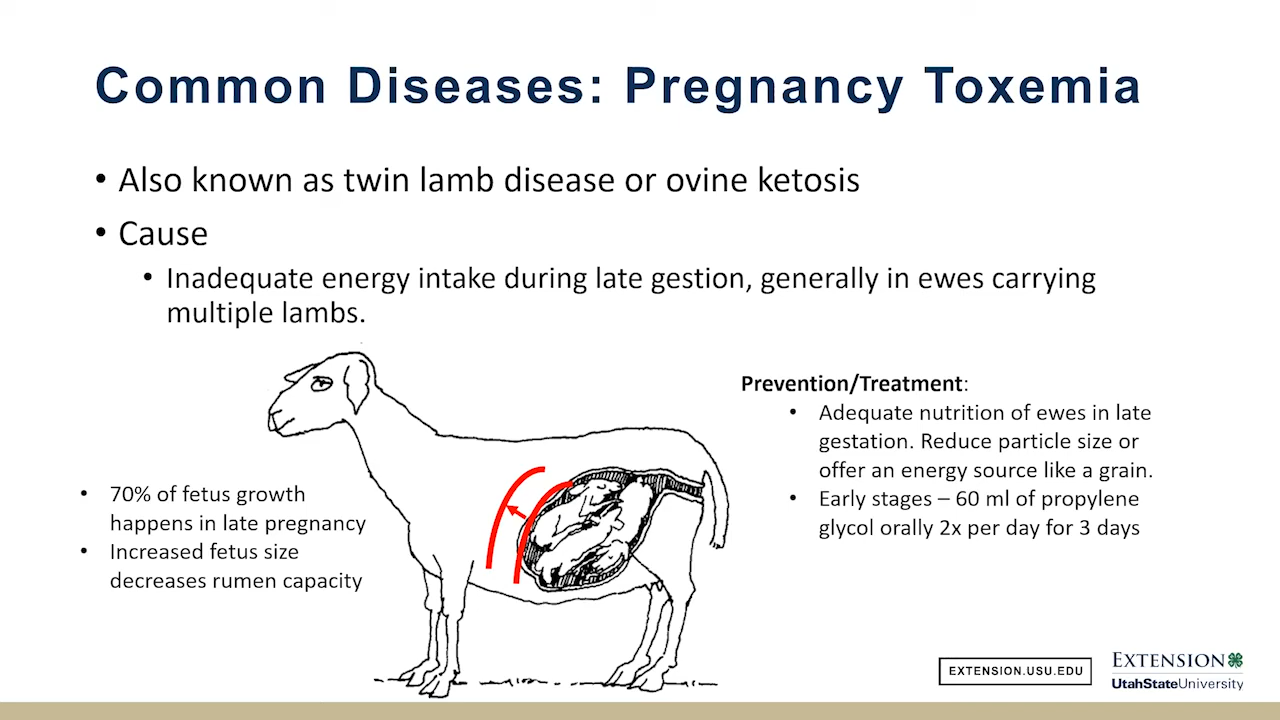 Common Diseases: Pregnancy Toxemia
• Also known as twin lamb disease or ovine ketosis
• Cause
• Inadequate energy intake during late gestion, generally in ewes carrying
multiple lambs.
• 70% of fetus growth
happens in late pregnancy
• Increased fetus size
decreases rumen capacity
Prevention/Treatment:
• Adequate nutrition of ewes in late
gestation. Reduce particle size or
offer an energy source like a grain.
• Early stages – 60 ml of propylene
glycol orally 2x per day for 3 days
EXTENSION.USU.EDU
EXTENSION
UtahStateUniversity